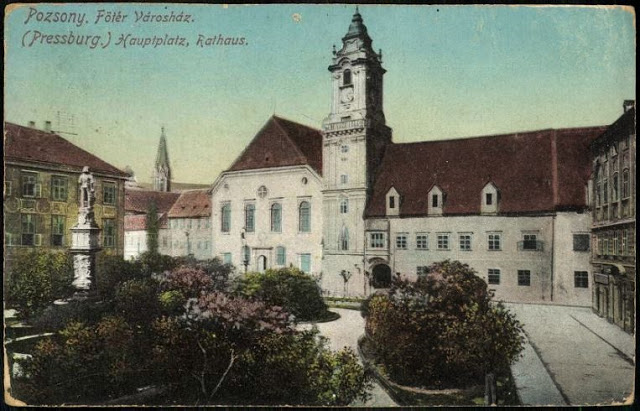 Pozsony. Főtér Városház.
(Pressburg.) Hauptplatz, Rathaus.